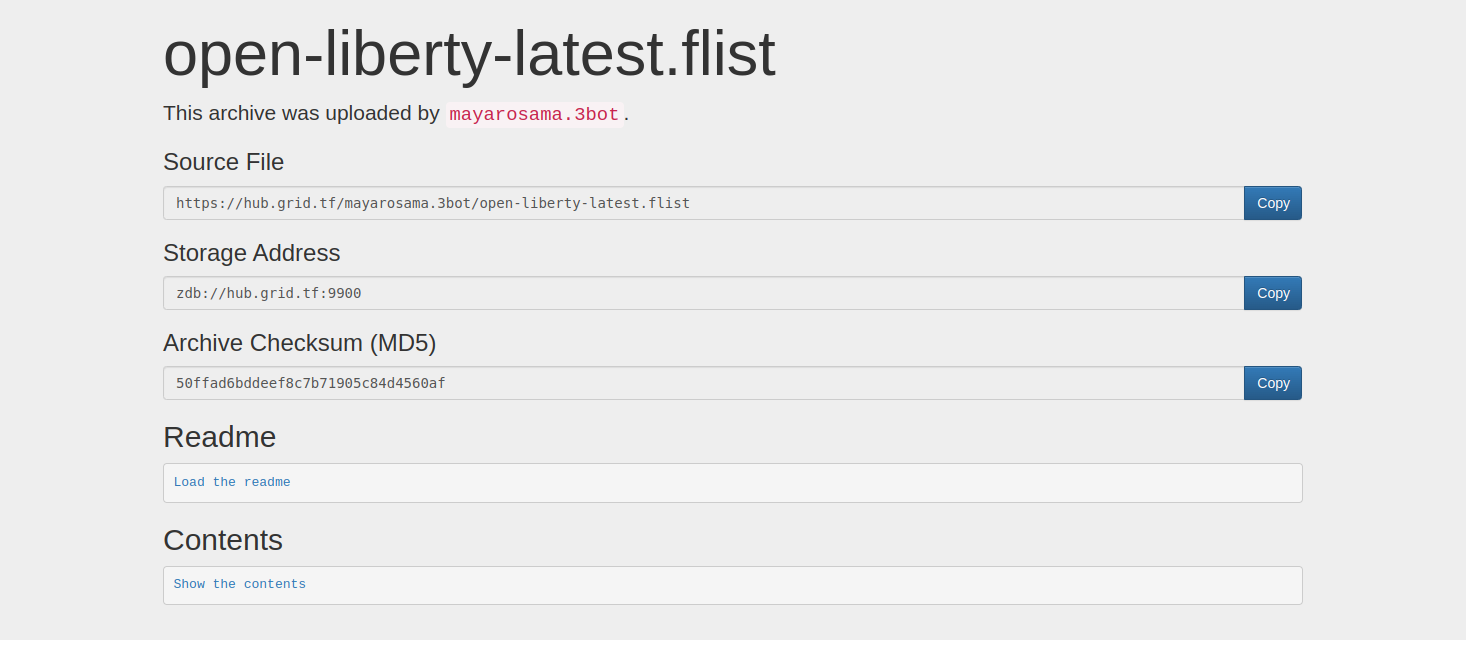 open-liberty-latest.flist
This archive was uploaded by mayarosama.3bot.
Source File
https://hub.grid.tf/mayarosama.3bot/open-liberty-latest.flist Copy
Storage Address
zdb://hub.grid.tf:9900 Copy
Archive Checksum (MD5)
50ffad6bddeef8c7b71905c84d4560af Copy
Readme
Load the readme
Contents
Show the contents